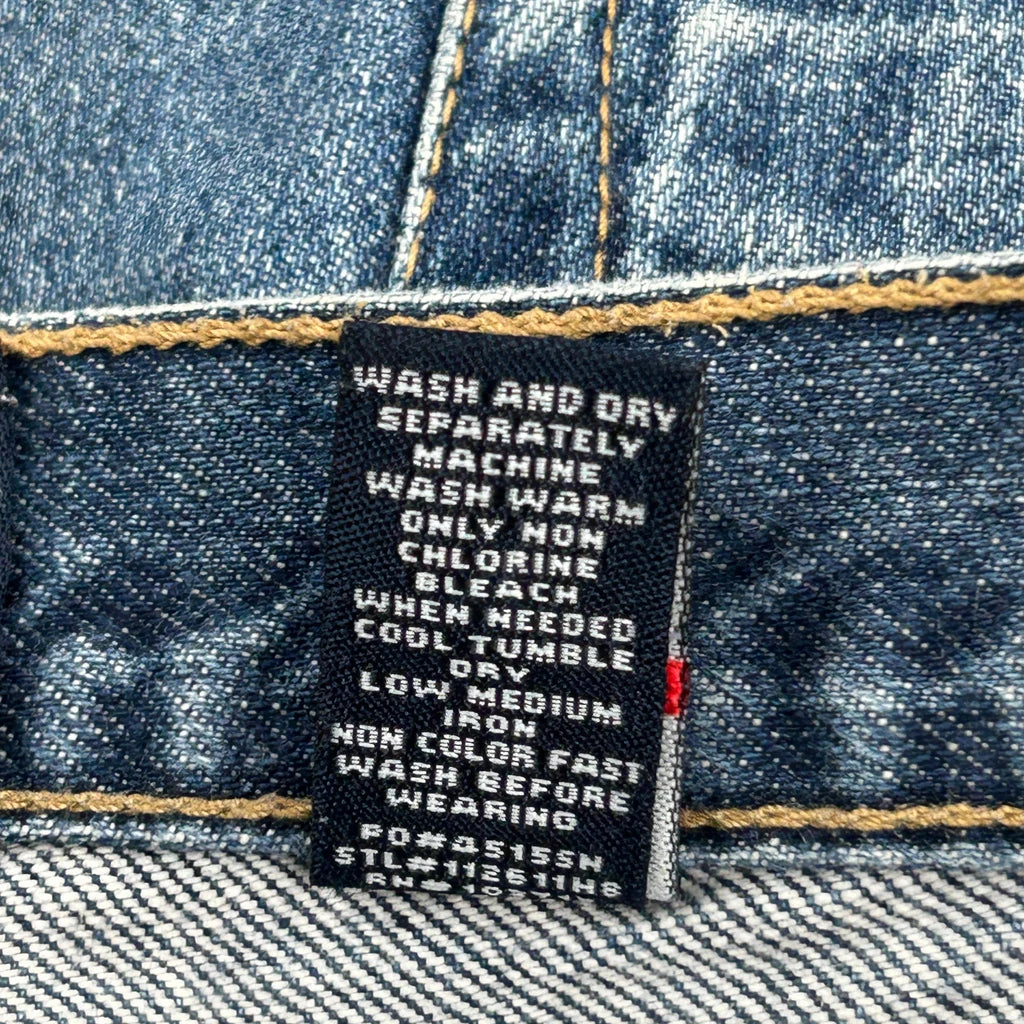 WASH AND DRY
SEPARATELY
MACHINE
WASH WARM
ONLY NON
CHLORINE
BLEACH
WHEN NEEDED
COOL TUMBLE
DRY
LOW MEDIUM
IRON
NON COLOR FAST
WASH BEFORE
WEARING
PO#A515SN